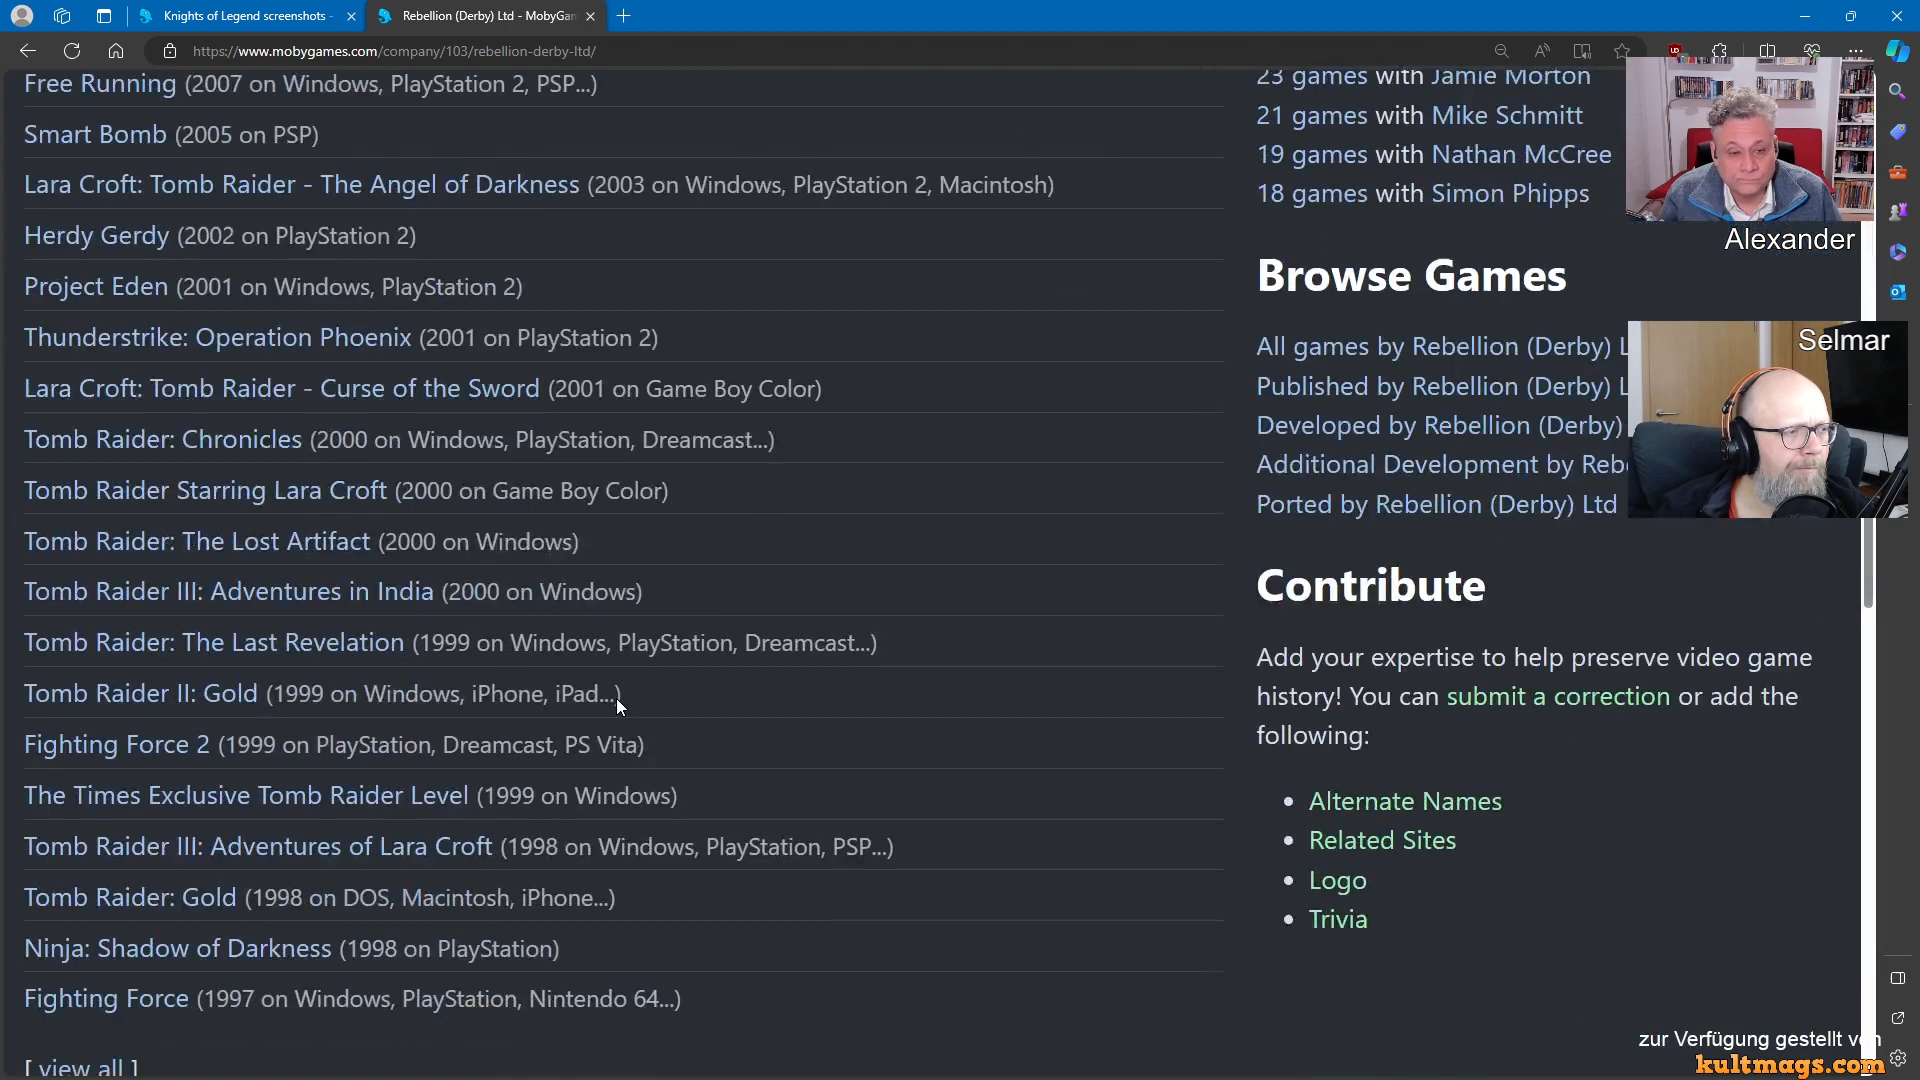 Knights of Legend screenshots -
Rebellion (Derby) Ltd - MobyGam
https://www.mobygames.com/company/103/rebellion-derby-ltd/
Free Running (2007 on Windows, PlayStation 2, PSP...)
Smart Bomb (2005 on PSP)
Lara Croft: Tomb Raider - The Angel of Darkness (2003 on Windows, PlayStation 2, Macintosh)
Herdy Gerdy (2002 on PlayStation 2)
Project Eden (2001 on Windows, PlayStation 2)
Thunderstrike: Operation Phoenix (2001 on PlayStation 2)
Lara Croft: Tomb Raider - Curse of the Sword (2001 on Game Boy Color)
Tomb Raider: Chronicles (2000 on Windows, PlayStation, Dreamcast...)
Tomb Raider Starring Lara Croft (2000 on Game Boy Color)
Tomb Raider: The Lost Artifact (2000 on Windows)
Tomb Raider III: Adventures in India (2000 on Windows)
Tomb Raider: The Last Revelation (1999 on Windows, PlayStation, Dreamcast...)
Tomb Raider II: Gold (1999 on Windows, iPhone, iPad...)
Fighting Force 2 (1999 on PlayStation, Dreamcast, PS Vita)
The Times Exclusive Tomb Raider Level (1999 on Windows)
Tomb Raider III: Adventures of Lara Croft (1998 on Windows, PlayStation, PSP...)
Tomb Raider: Gold (1998 on DOS, Macintosh, iPhone...)
Ninja: Shadow of Darkness (1998 on PlayStation)
Fighting Force (1997 on Windows, PlayStation, Nintendo 64...)
[ view all ]
23 games with Jamie Morton
21 games with Mike Schmitt
19 games with Nathan McCree
18 games with Simon Phipps
Alexander
Browse Games
All games by Rebellion (Derby) L
Published by Rebellion (Derby) L
Developed by Rebellion (Derby)
Additional Development by Reb
Ported by Rebellion (Derby) Ltd
Selmar
Contribute
Add your expertise to help preserve video game
history! You can submit a correction or add the
following:
Alternate Names
Related Sites
Logo
Trivia
zur Verfügung gestellt von
kultmags.com